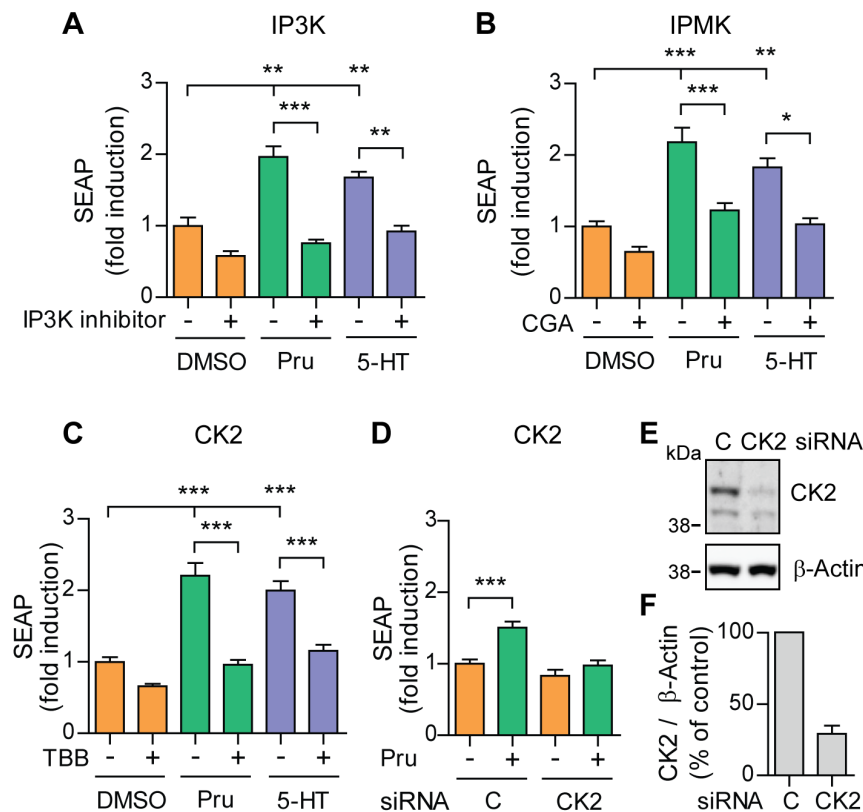 A
IP3K
SEAP
(fold induction)
3
2
1
0
**
**
***
**
IP3K inhibitor
- + - + - +
DMSO Pru 5-HT
B
IPMK
SEAP
(fold induction)
3
2
1
0
***
**
***
*
CGA
- + - + - +
DMSO Pru 5-HT
C
CK2
SEAP
(fold induction)
3
2
1
0
***
***
***
***
TBB
- + - + - +
DMSO Pru 5-HT
D
CK2
SEAP
(fold induction)
3
2
1
0
***
Pru
- + - +
siRNA C CK2
E
C CK2 siRNA
kDa
CK2
38
38
β-Actin
F
CK2 / β-Actin
(% of control)
100
50
0
siRNA C CK2